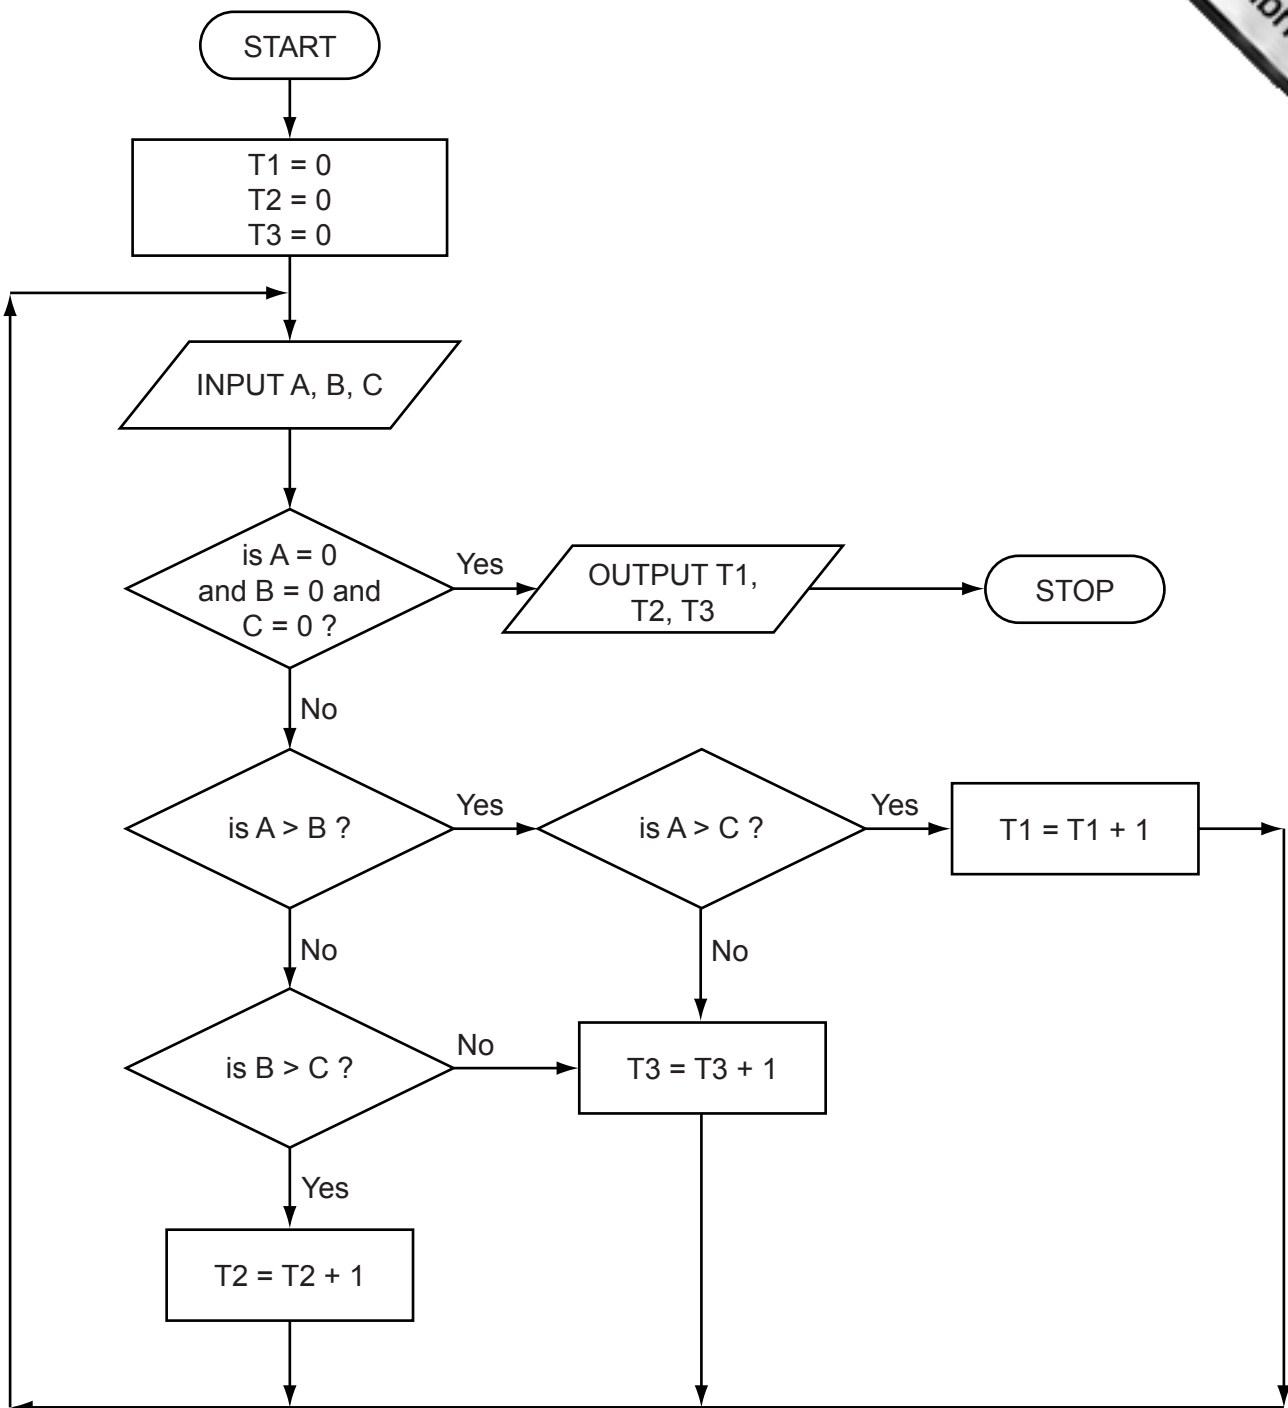 START
T1 = 0
T2 = 0
T3 = 0
INPUT A, B, C
is A = 0
and B = 0 and
C = 0 ?
Yes
OUTPUT T1,
T2, T3
STOP
No
is A > B ?
Yes
is A > C ?
Yes
T1 = T1 + 1
No
No
is B > C ?
No
T3 = T3 + 1
Yes
T2 = T2 + 1